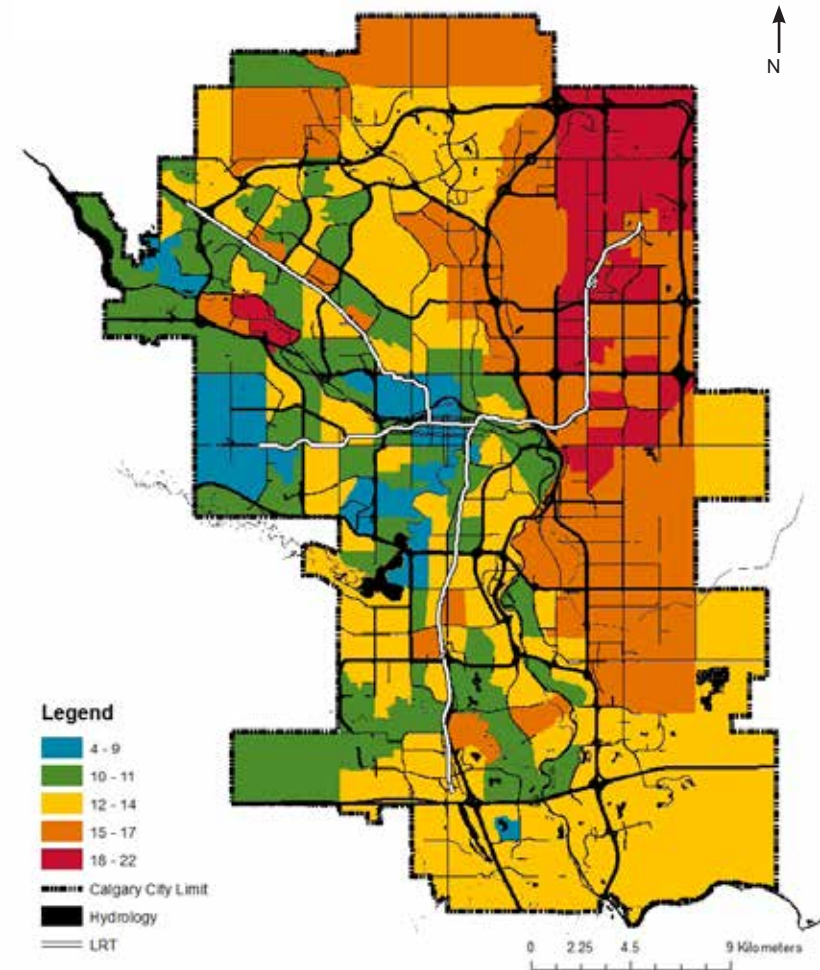 N
Legend
4 - 9
10 - 11
12 - 14
15 - 17
18 - 22
Calgary City Limit
Hydrology
LRT
0 2.25 4.5 9 Kilometers